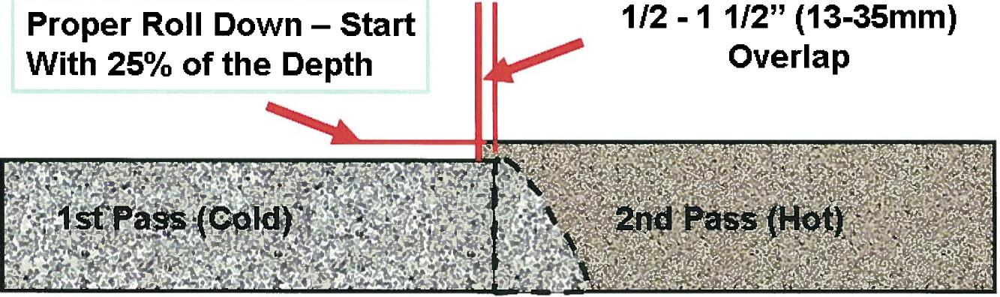 Proper Roll Down – Start
With 25% of the Depth
1/2 - 1 1/2” (13-35mm)
Overlap
1st Pass (Cold)
2nd Pass (Hot)